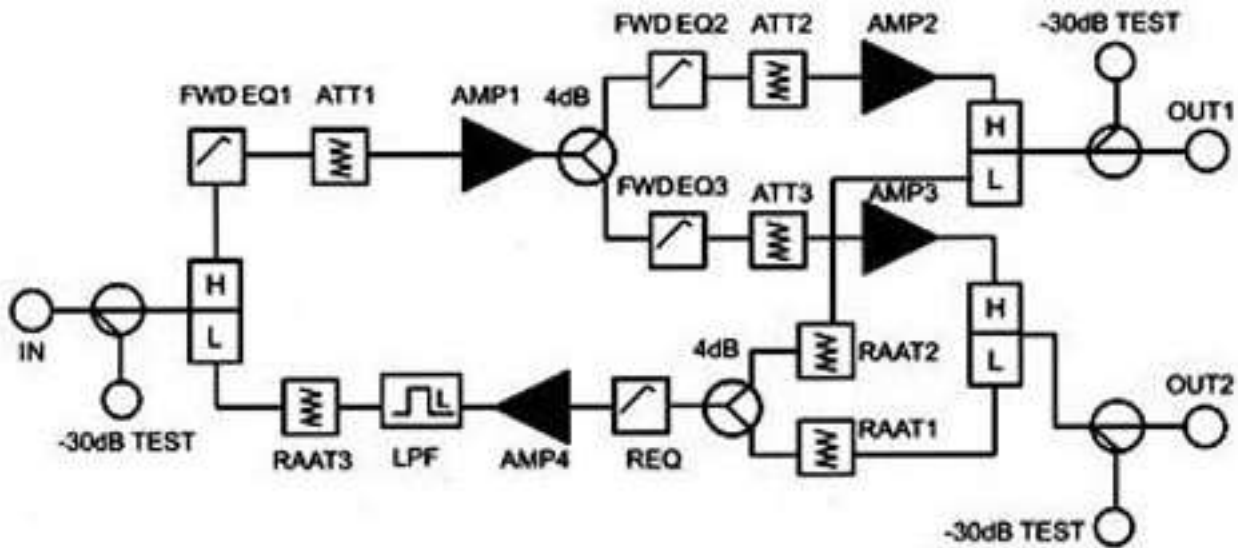 FWD EQ2
ATT2
AMP2
-30dB TEST
FWD EQ1
ATT1
AMP1
4dB
OUT1
H
L
FWD EQ3
ATT3
AMP3
H
L
IN
H
L
4dB
RAAT2
OUT2
-30dB TEST
RAAT3
LPF
L
AMP4
REQ
RAAT1
-30dB TEST